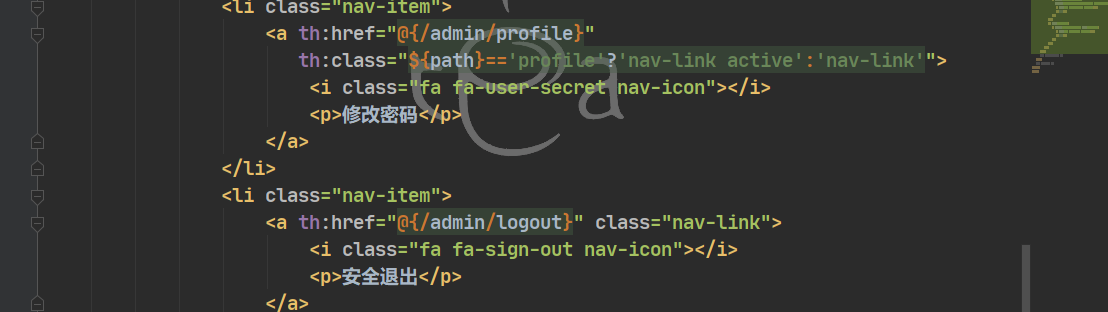 <li class="nav-item">
<a th:href="@{/admin/profile}"
th:class="${path}=='profile'?'nav-link active':'nav-link'">
<i class="fa fa-user-secret nav-icon"></i>
<p>修改密码</p>
</a>
</li>
<li class="nav-item">
<a th:href="@{/admin/logout}" class="nav-link">
<i class="fa fa-sign-out nav-icon"></i>
<p>安全退出</p>
</a>